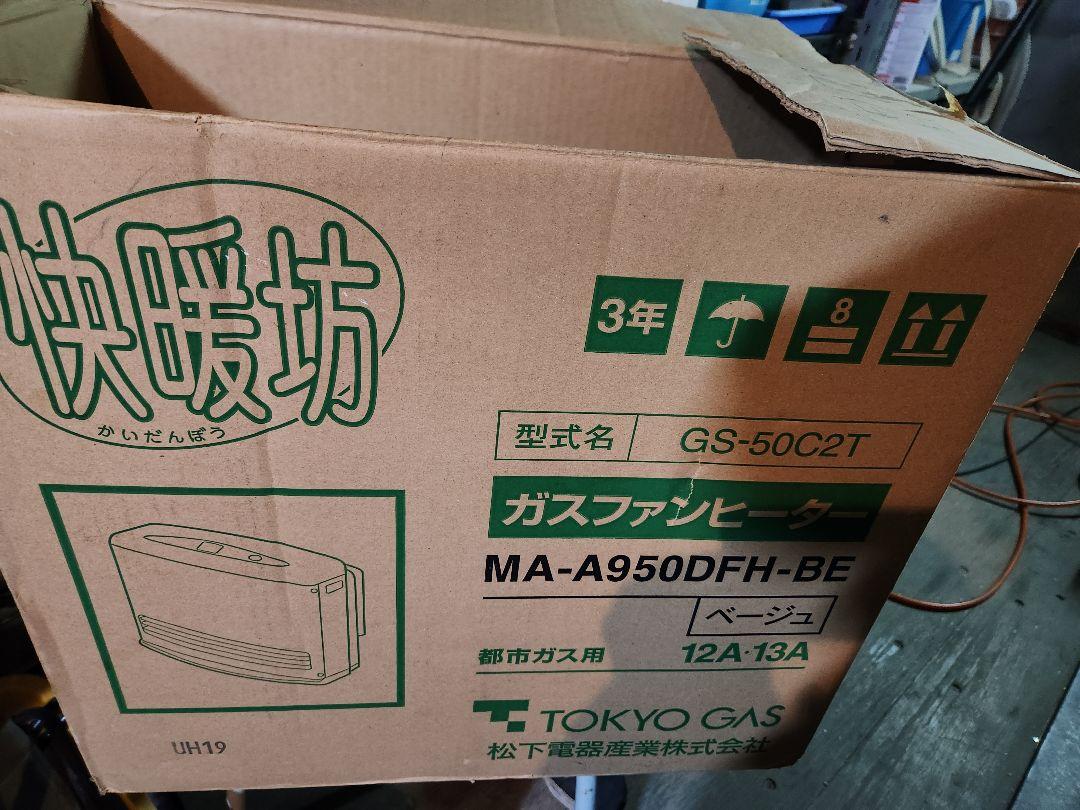 快暖坊
かいだんぼう
3年
8
型式名 GS-50C2T
ガスファンヒーター
MA-A950DFH-BE
ベージュ
都市ガス用 12A·13A
TOKYO GAS
松下電器産業株式会社
UH19